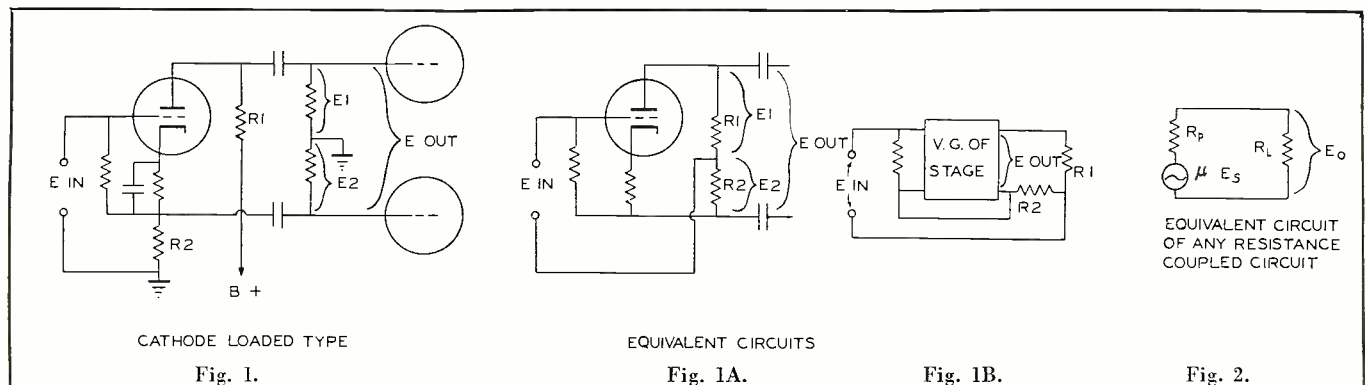 E IN
R2
R1
B +
E1
E2
E OUT
CATHODE LOADED TYPE
Fig. 1.
E IN
R1
E1
R2
E2
E OUT
EQUIVALENT CIRCUITS
Fig. 1A.
E IN
V. G. OF
STAGE
E OUT
R1
R2
Fig. 1B.
Rp
μ Es
RL
Eo
EQUIVALENT CIRCUIT
OF ANY RESISTANCE
COUPLED CIRCUIT
Fig. 2.